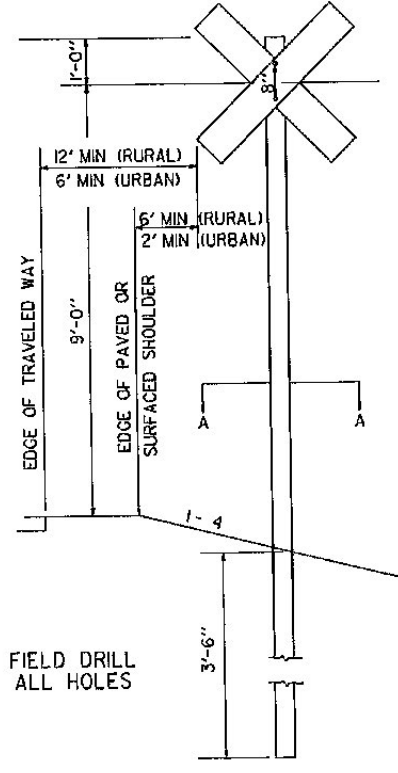 1'-0"
8"
12' MIN (RURAL)
6' MIN (URBAN)
6' MIN (RURAL)
2' MIN (URBAN)
9'-0"
EDGE OF TRAVELED WAY
EDGE OF PAVED OR
SURFACED SHOULDER
A
A
1-4
3'-6"
FIELD DRILL
ALL HOLES